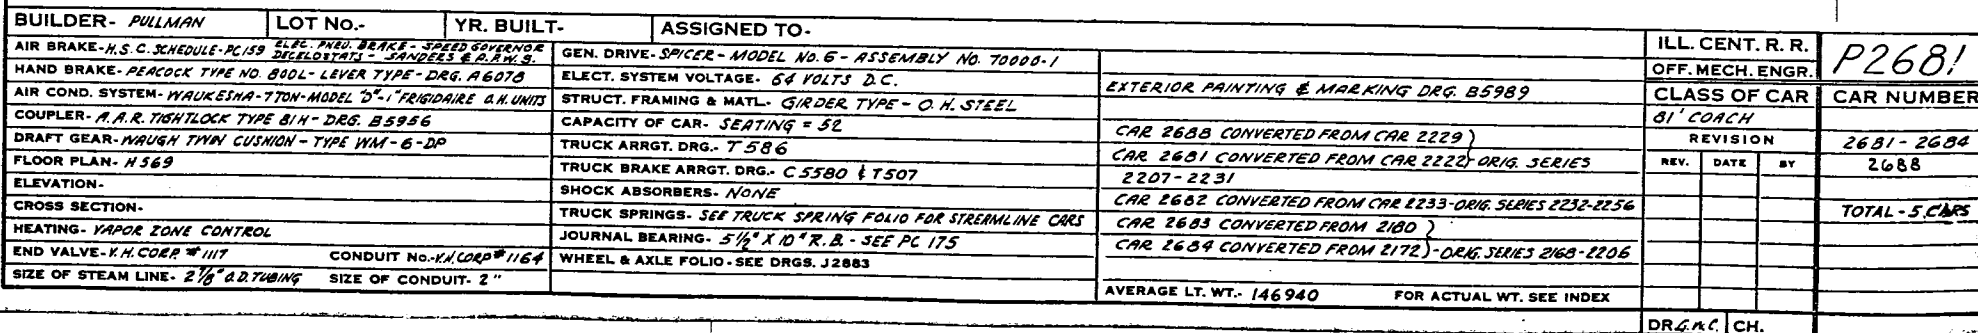 BUILDER- PULLMAN LOT No.- YR. BUILT- ASSIGNED TO-
AIR BRAKE- H.S.C. SCHEDULE-PC159 ELEC. PNEU. BRAKE - SPEED GOVERNOR
DECELOSTATS - SANDERS & A.P.W.S.
HAND BRAKE- PEACOCK TYPE NO. 800L - LEVER TYPE - DRG. A6078
AIR COND. SYSTEM- WAUKESHA - 7 TON - MODEL "D" - 1" FRIGIDAIRE O.H. UNITS
COUPLER- A.A.R. TIGHTLOCK TYPE 81H - DRG. B5956
DRAFT GEAR- WAUGH TWIN CUSHION - TYPE WM-6-DP
FLOOR PLAN- H569
ELEVATION-
CROSS SECTION-
HEATING- VAPOR ZONE CONTROL
END VALVE- V.H. CORP. #1117 CONDUIT No.- V.H. CORP #1164
SIZE OF STEAM LINE- 2 1/8" O.D. TUBING SIZE OF CONDUIT- 2"
GEN. DRIVE- SPICER - MODEL NO. 6 - ASSEMBLY NO. 70000-1
ELECT. SYSTEM VOLTAGE- 64 VOLTS D.C.
STRUCT. FRAMING & MATL.- GIRDER TYPE - O.H. STEEL
CAPACITY OF CAR- SEATING = 52
TRUCK ARRGT. DRG.- T586
TRUCK BRAKE ARRGT. DRG.- C5580 & T507
SHOCK ABSORBERS- NONE
TRUCK SPRINGS- SEE TRUCK SPRING FOLIO FOR STREAMLINE CARS
JOURNAL BEARING- 5½" X 10" R.B. - SEE PC 175
WHEEL & AXLE FOLIO - SEE DRGS. J2883
EXTERIOR PAINTING & MARKING DRG. B5989
CAR 2688 CONVERTED FROM CAR 2229}
CAR 2681 CONVERTED FROM CAR 2222} ORIG. SERIES
2207-2231
CAR 2682 CONVERTED FROM CAR 2233-ORIG. SERIES 2232-2256
CAR 2683 CONVERTED FROM 2180 }
CAR 2684 CONVERTED FROM 2172 }-ORIG. SERIES 2168-2206
AVERAGE LT. WT.- 146940 FOR ACTUAL WT. SEE INDEX
ILL. CENT. R. R.
OFF. MECH. ENGR.
P2681
CLASS OF CAR CAR NUMBER
81' COACH
REVISION 2681-2684
REV. DATE BY 2688
TOTAL - 5 CARS
DR. G.M.C. CH.